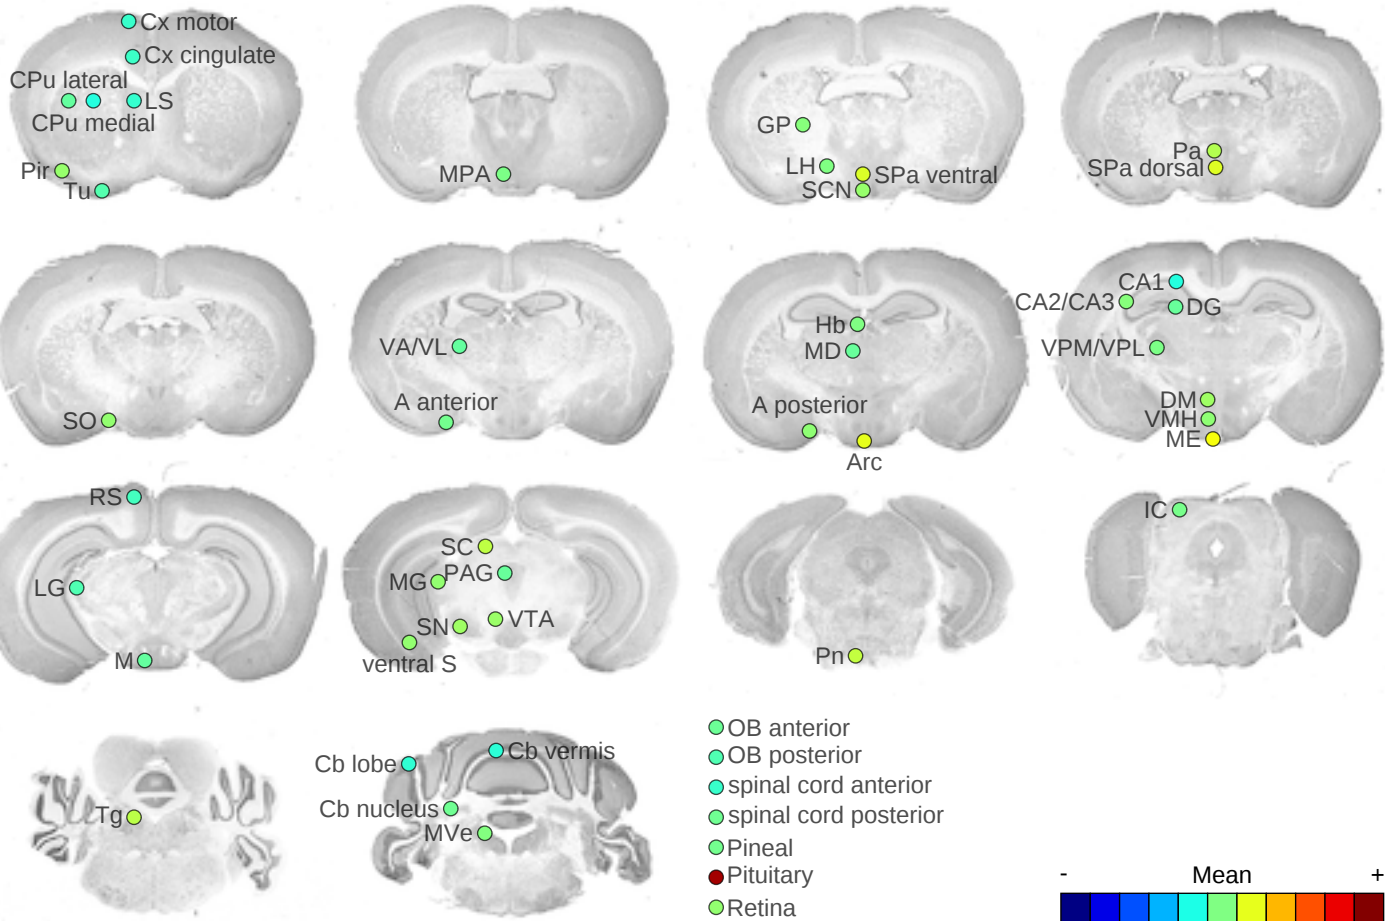 Cx motor
Cx cingulate
CPu lateral
LS
CPu medial
Pir
Tu
MPA
GP
LH
SPa ventral
SCN
Pa
SPa dorsal
SO
VA/VL
A anterior
Hb
MD
A posterior
Arc
CA1
CA2/CA3
DG
VPM/VPL
DM
VMH
ME
RS
LG
M
SC
MG
PAG
SN
VTA
ventral S
Pn
IC
Tg
Cb lobe
Cb vermis
Cb nucleus
MVe
OB anterior
OB posterior
spinal cord anterior
spinal cord posterior
Pineal
Pituitary
Retina
- Mean +